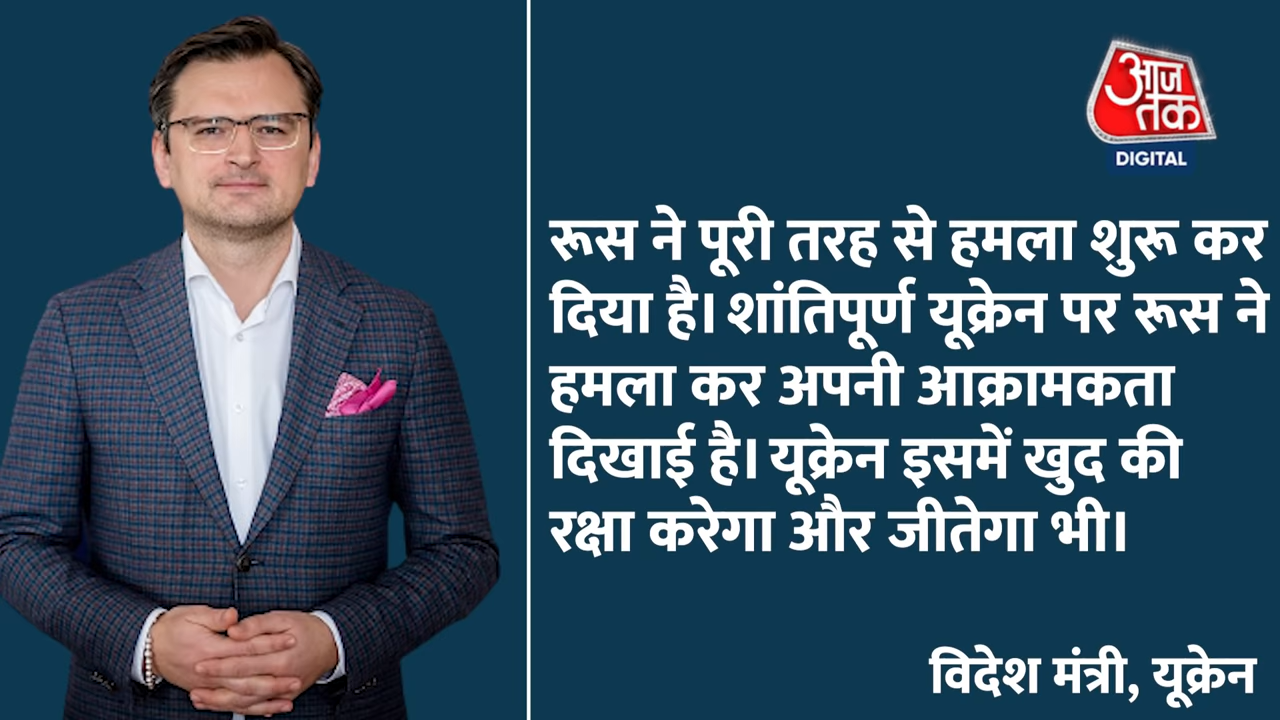 आज
तक
DIGITAL
रूस ने पूरी तरह से हमला शुरू कर
दिया है। शांतिपूर्ण यूक्रेन पर रूस ने
हमला कर अपनी आक्रामकता
दिखाई है। यूक्रेन इसमें खुद की
रक्षा करेगा और जीतेगा भी।
विदेश मंत्री, यूक्रेन